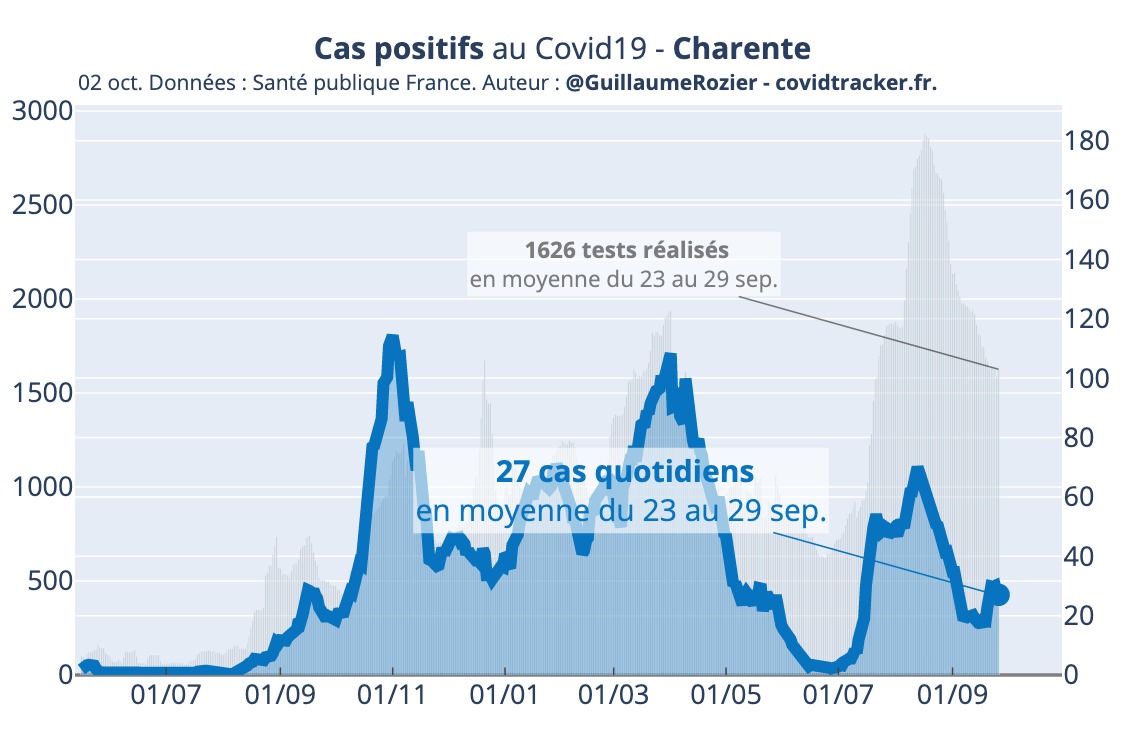 Cas positifs au Covid19 - Charente
02 oct. Données : Santé publique France. Auteur : @GuillaumeRozier - covidtracker.fr.
3000
2500
2000
1500
1000
500
0
180
160
140
120
100
80
60
40
20
0
1626 tests réalisés
en moyenne du 23 au 29 sep.
27 cas quotidiens
en moyenne du 23 au 29 sep.
01/07 01/09 01/11 01/01 01/03 01/05 01/07 01/09